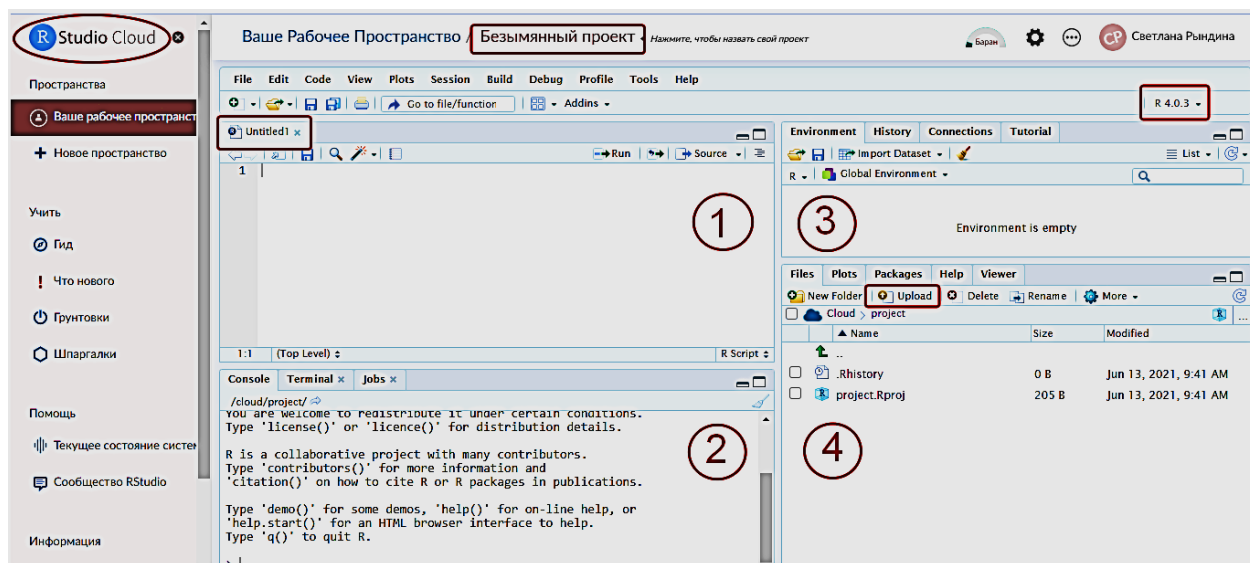 R Studio Cloud
Ваше Рабочее Пространство / Безымянный проект Нажмите, чтобы назвать свой проект
Баран
СР Светлана Рындина
Пространства
Ваше рабочее пространст
Новое пространство
Учить
Гид
Что нового
Грунтовки
Шпаргалки
Помощь
Текущее состояние систем
Сообщество RStudio
Информация
File Edit Code View Plots Session Build Debug Profile Tools Help
Go to file/function Addins
R 4.0.3
Untitled1
Run Source
1
1
1:1 (Top Level) R Script
Console Terminal Jobs
/cloud/project/
You are welcome to redistribute it under certain conditions.
Type 'license()' or 'licence()' for distribution details.
R is a collaborative project with many contributors.
Type 'contributors()' for more information and
'citation()' on how to cite R or R packages in publications.
Type 'demo()' for some demos, 'help()' for on-line help, or
'help.start()' for an HTML browser interface to help.
Type 'q()' to quit R.
>
2
Environment History Connections Tutorial
Import Dataset List
R Global Environment
3
Environment is empty
Files Plots Packages Help Viewer
New Folder Upload Delete Rename More
Cloud > project R ...
Name Size Modified
..
.Rhistory 0 B Jun 13, 2021, 9:41 AM
project.Rproj 205 B Jun 13, 2021, 9:41 AM
4